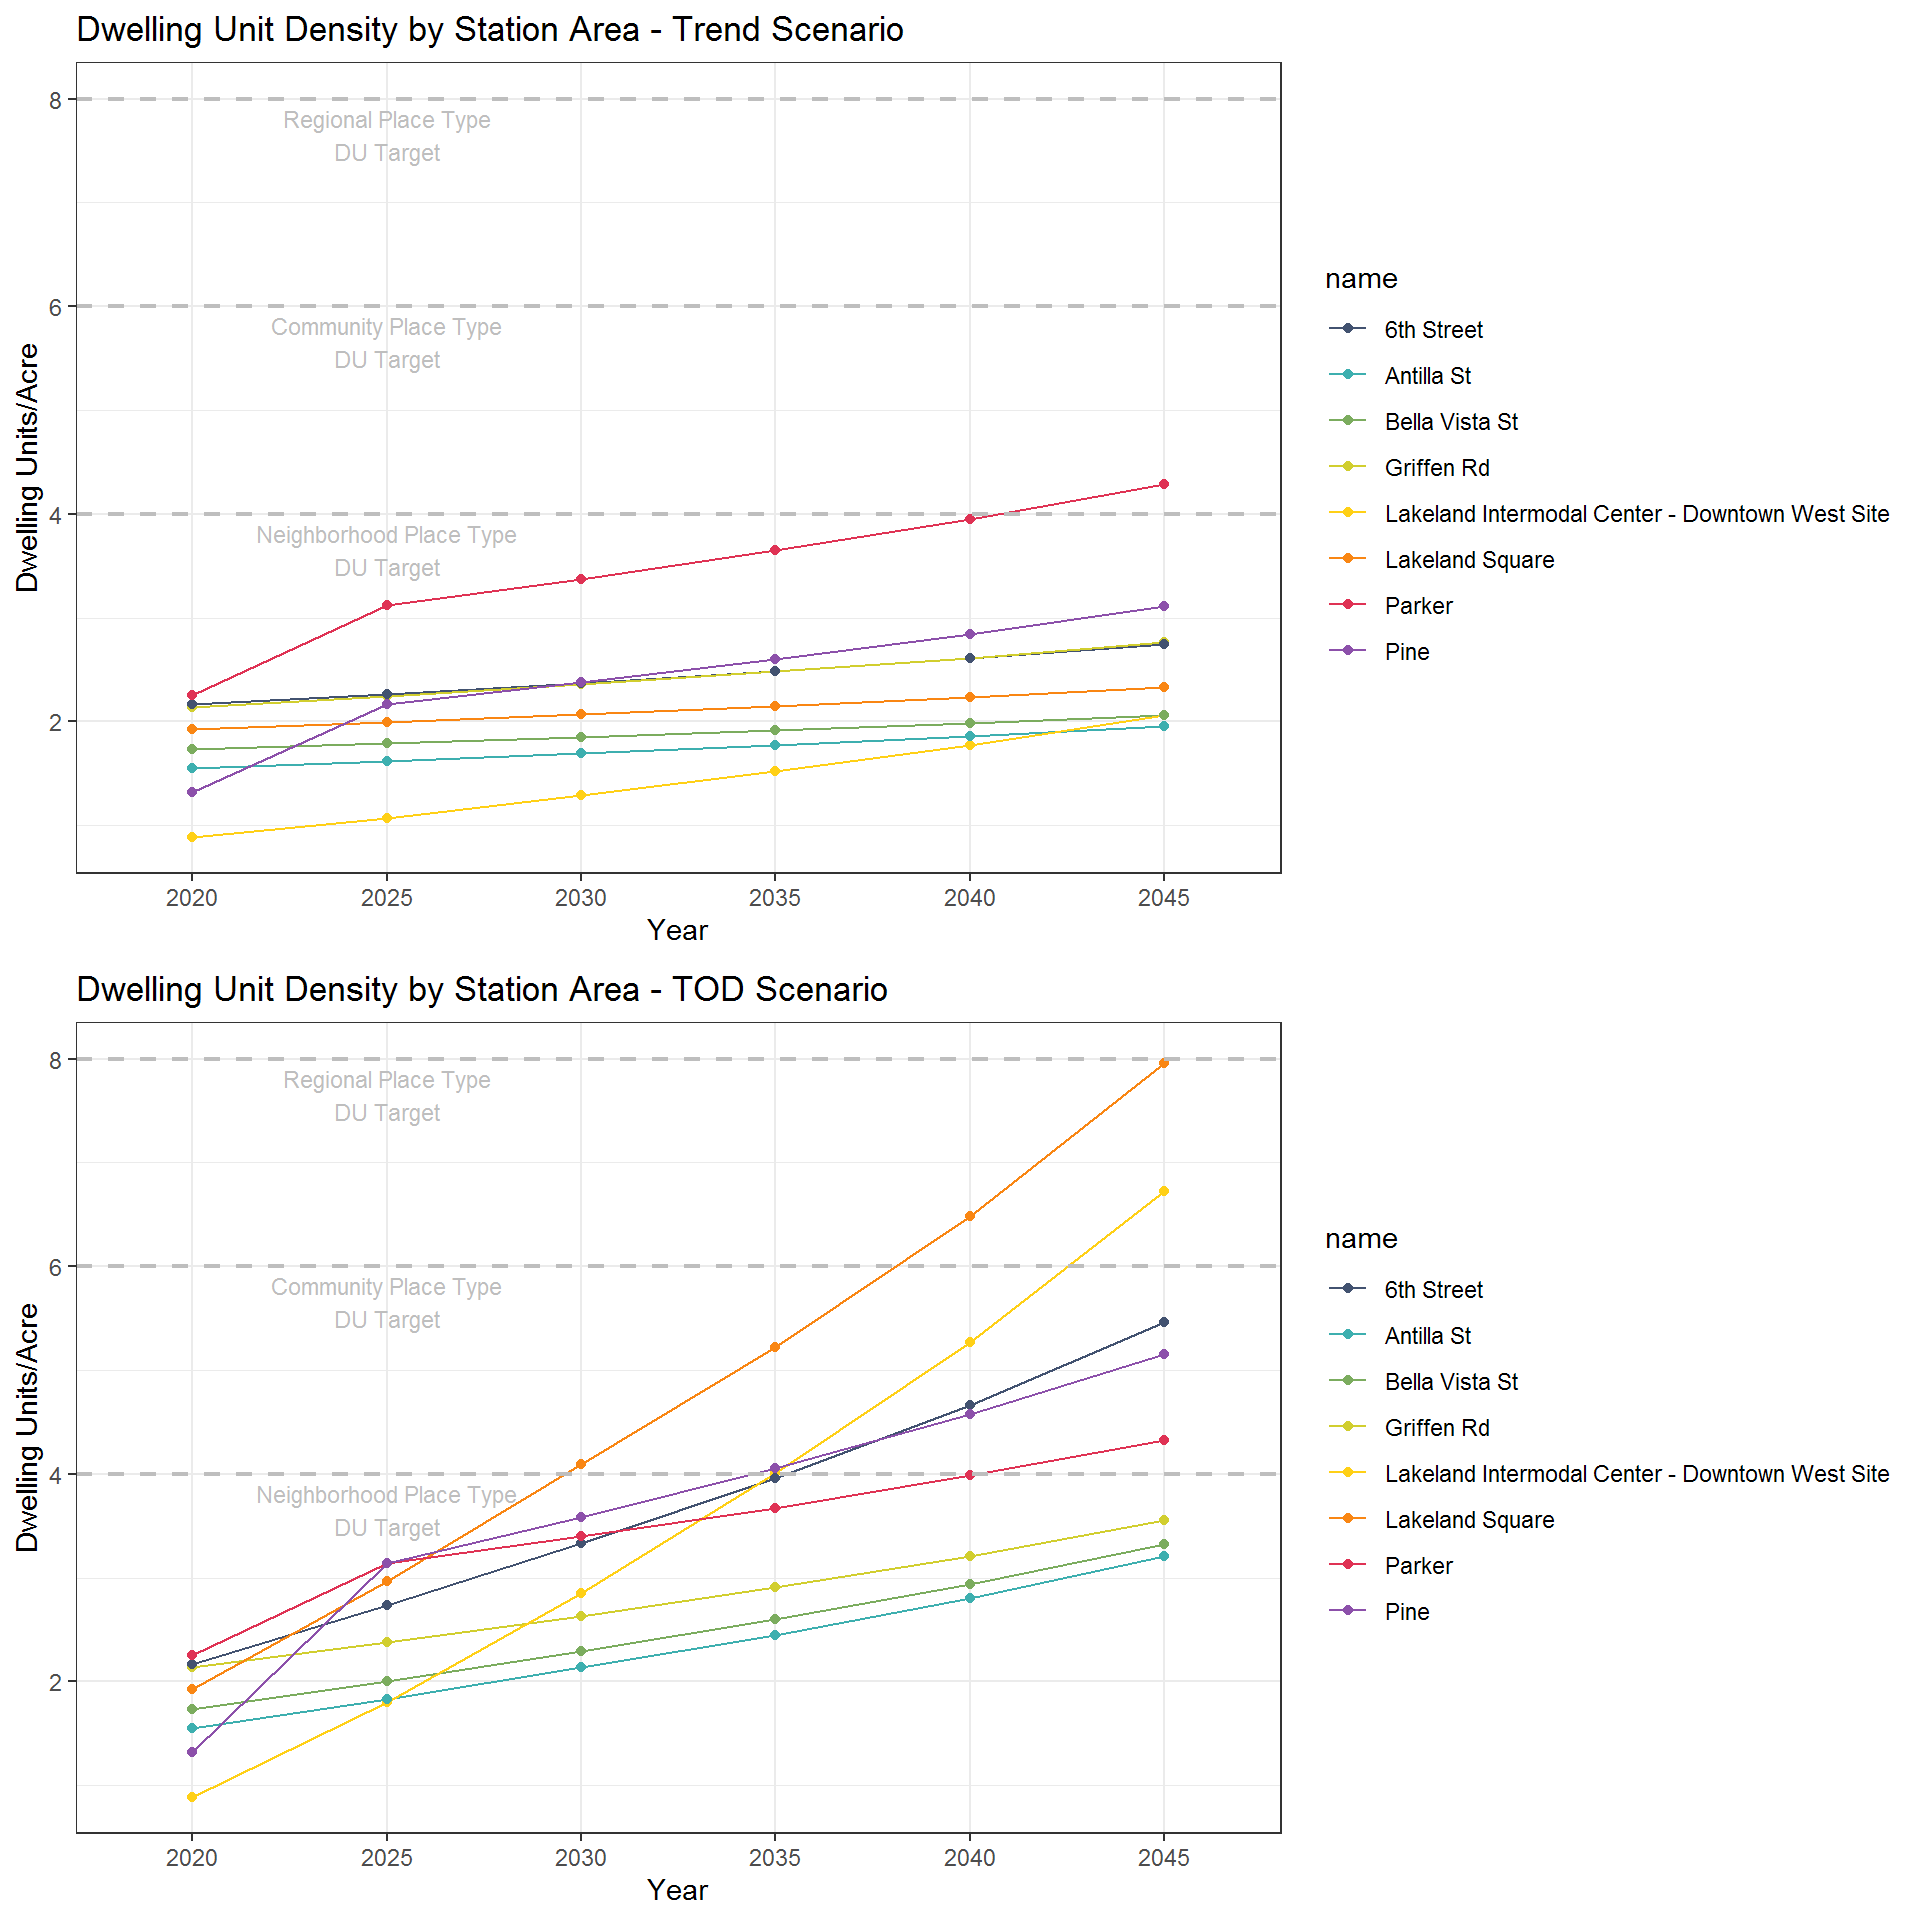 Dwelling Unit Density by Station Area - Trend Scenario
Dwelling Units/Acre
8
6
4
2
Regional Place Type
DU Target
Community Place Type
DU Target
Neighborhood Place Type
DU Target
2020 2025 2030 2035 2040 2045
Year
name
6th Street
Antilla St
Bella Vista St
Griffen Rd
Lakeland Intermodal Center - Downtown West Site
Lakeland Square
Parker
Pine
Dwelling Unit Density by Station Area - TOD Scenario
Dwelling Units/Acre
8
6
4
2
Regional Place Type
DU Target
Community Place Type
DU Target
Neighborhood Place Type
DU Target
2020 2025 2030 2035 2040 2045
Year
name
6th Street
Antilla St
Bella Vista St
Griffen Rd
Lakeland Intermodal Center - Downtown West Site
Lakeland Square
Parker
Pine